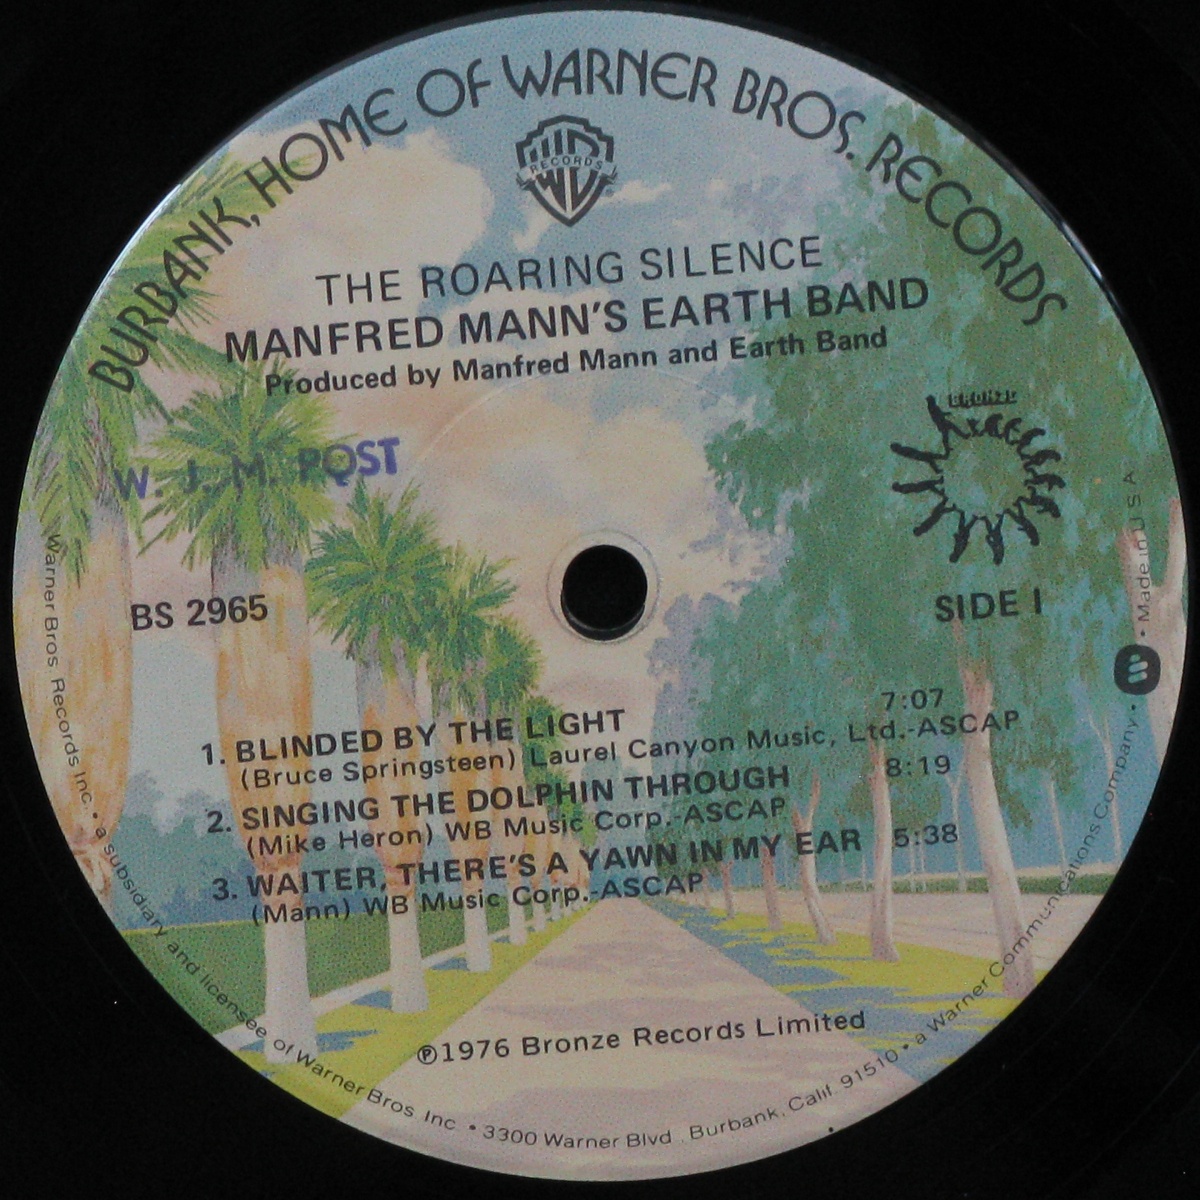 BURBANK, HOME OF WARNER BROS. RECORDS
WB
RECORDS
THE ROARING SILENCE
MANFRED MANN'S EARTH BAND
Produced by Manfred Mann and Earth Band
BRONZE
W. J. M. POST
BS 2965
SIDE I
1. BLINDED BY THE LIGHT 7:07
(Bruce Springsteen) Laurel Canyon Music, Ltd.-ASCAP
2. SINGING THE DOLPHIN THROUGH 8:19
(Mike Heron) WB Music Corp.-ASCAP
3. WAITER, THERE'S A YAWN IN MY EAR 5:38
(Mann) WB Music Corp.-ASCAP
℗1976 Bronze Records Limited
Warner Bros. Records Inc. • a subsidiary and licensee of Warner Bros. Inc. • 3300 Warner Blvd., Burbank, Calif. 91510 • a Warner Communications Company • Made in U.S.A.